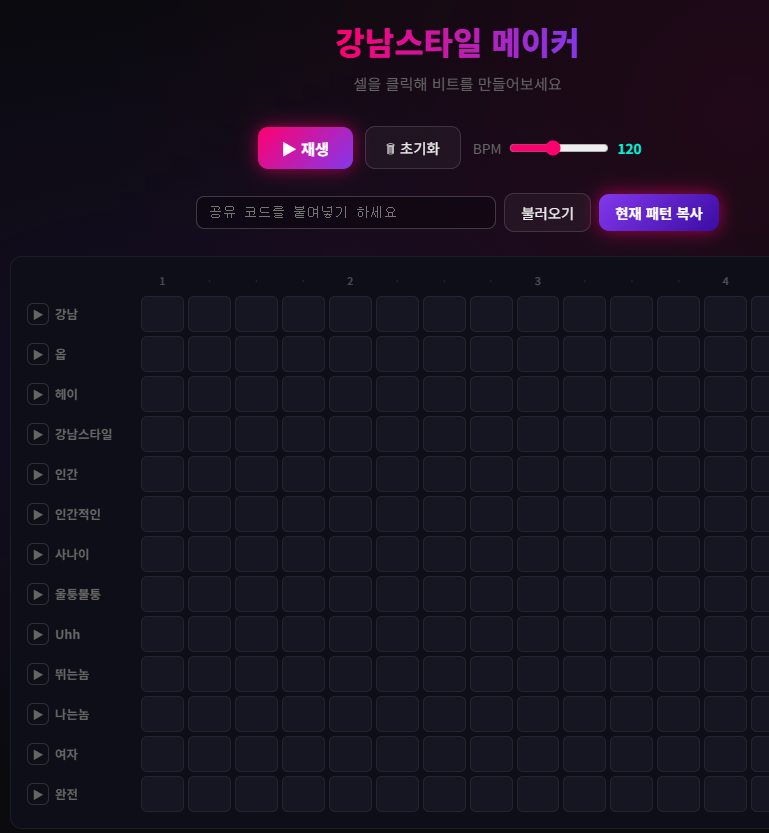 강남스타일 메이커
셀을 클릭해 비트를 만들어보세요
▶ 재생 🗑 초기화 BPM 120
공유 코드를 붙여넣기 하세요 불러오기 현재 패턴 복사
1 · · · 2 · · · 3 · · · 4
▶ 강남
▶ 옵
▶ 헤이
▶ 강남스타일
▶ 인간
▶ 인간적인
▶ 사나이
▶ 울퉁불퉁
▶ Uhh
▶ 뛰는놈
▶ 나는놈
▶ 여자
▶ 완전